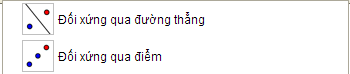 Đối xứng qua đường thẳng
Đối xứng qua điểm